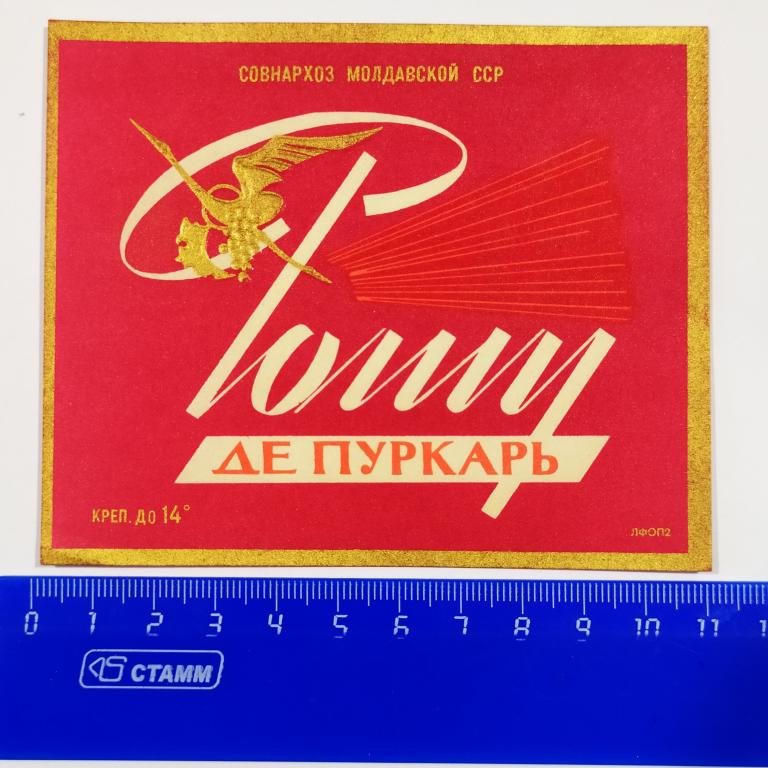 СОВНАРХОЗ МОЛДАВСКОЙ ССР
Рошу
ДЕ ПУРКАРЬ
КРЕП. ДО 14°
ЛФОП2
0 1 2 3 4 5 6 7 8 9 10 11
СТАММ